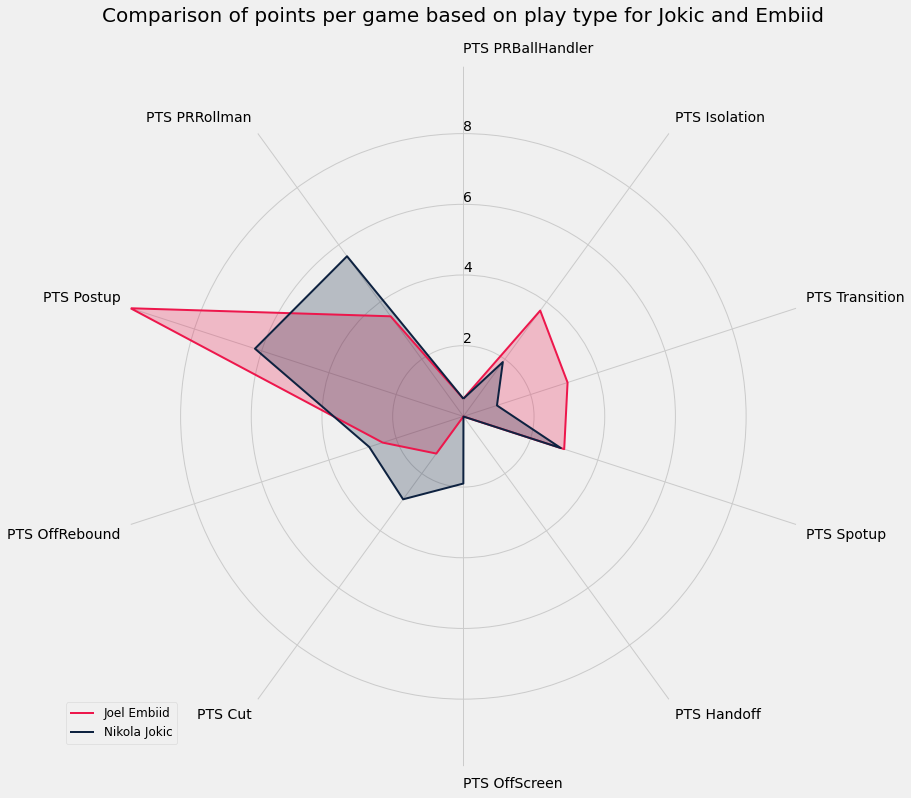 Comparison of points per game based on play type for Jokic and Embiid
PTS PRBallHandler
PTS PRRollman
PTS Isolation
8
6
4
2
PTS Postup
PTS Transition
PTS OffRebound
PTS Spotup
PTS Cut
PTS Handoff
Joel Embiid
Nikola Jokic
PTS OffScreen